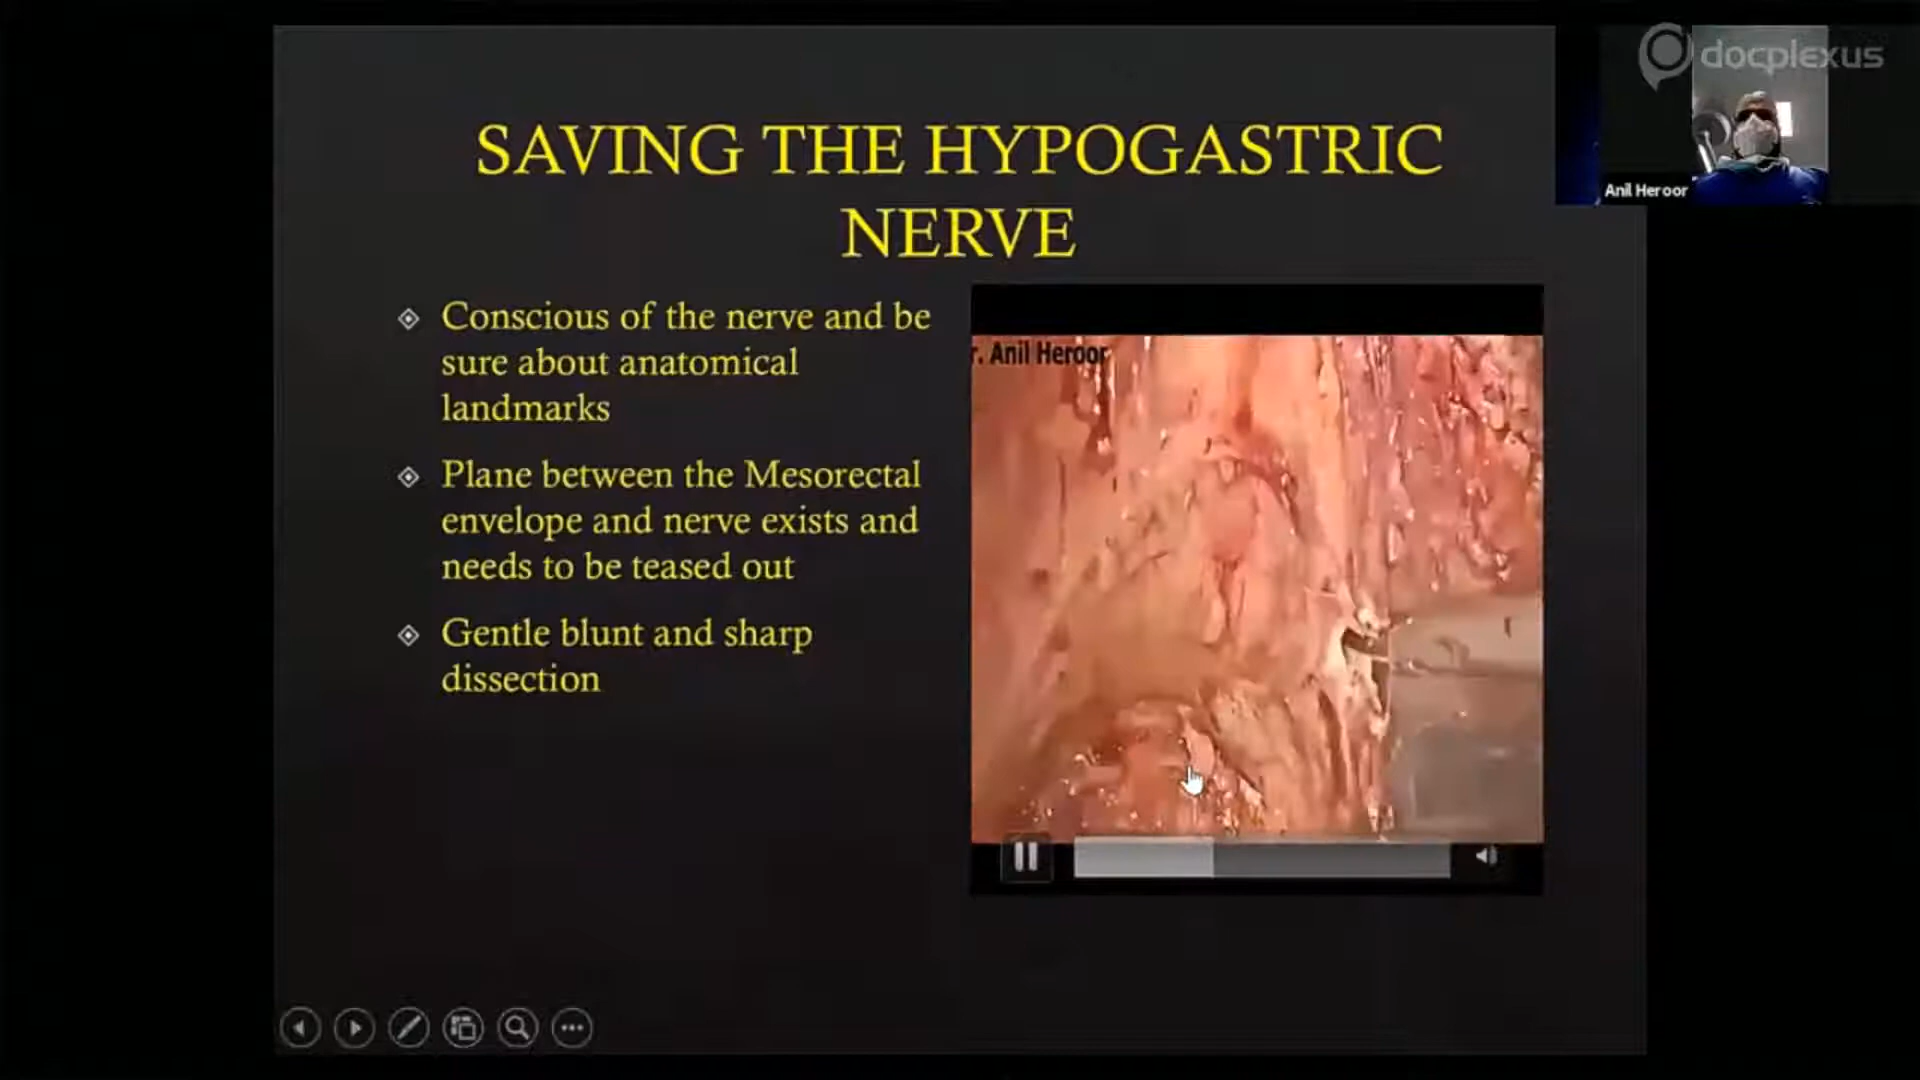 docplexus
Anil Heroor
SAVING THE HYPOGASTRIC
NERVE
Conscious of the nerve and be
sure about anatomical
landmarks
Plane between the Mesorectal
envelope and nerve exists and
needs to be teased out
Gentle blunt and sharp
dissection
r. Anil Heroor